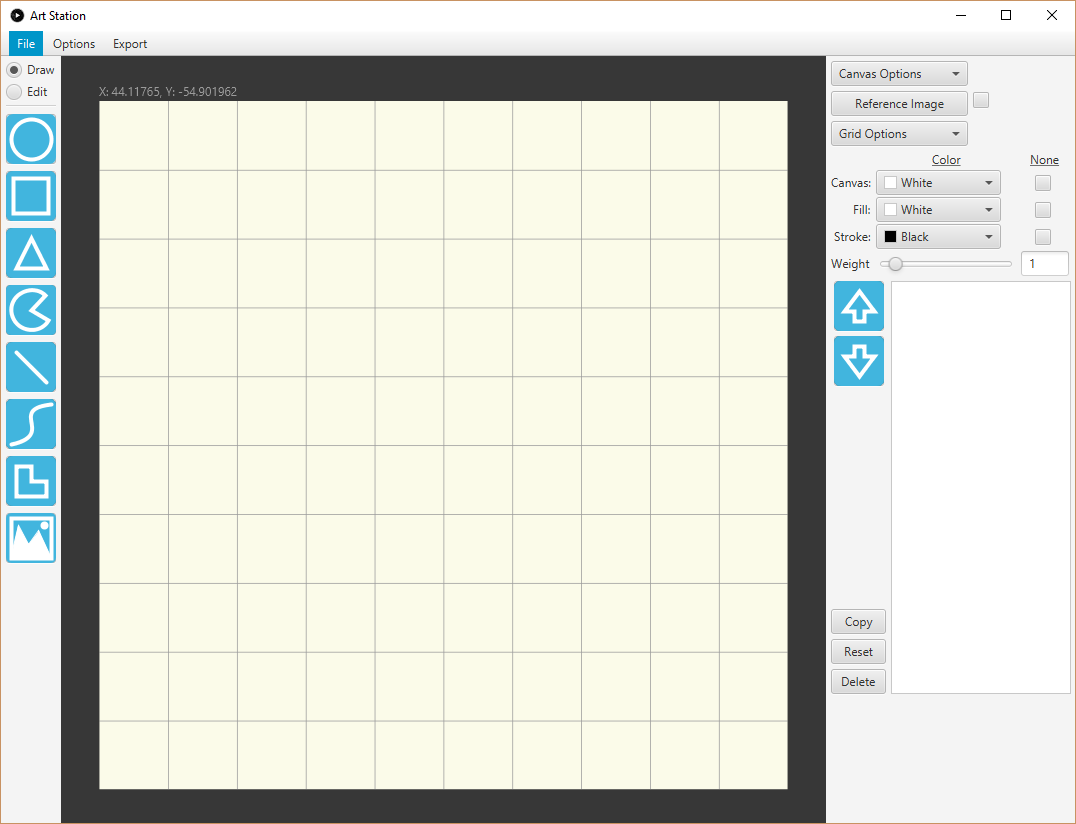 Art Station
File Options Export
Draw
Edit
X: 44.11765, Y: -54.901962
Canvas Options
Reference Image
Grid Options
Color None
Canvas: White
Fill: White
Stroke: Black
Weight 1
Copy
Reset
Delete